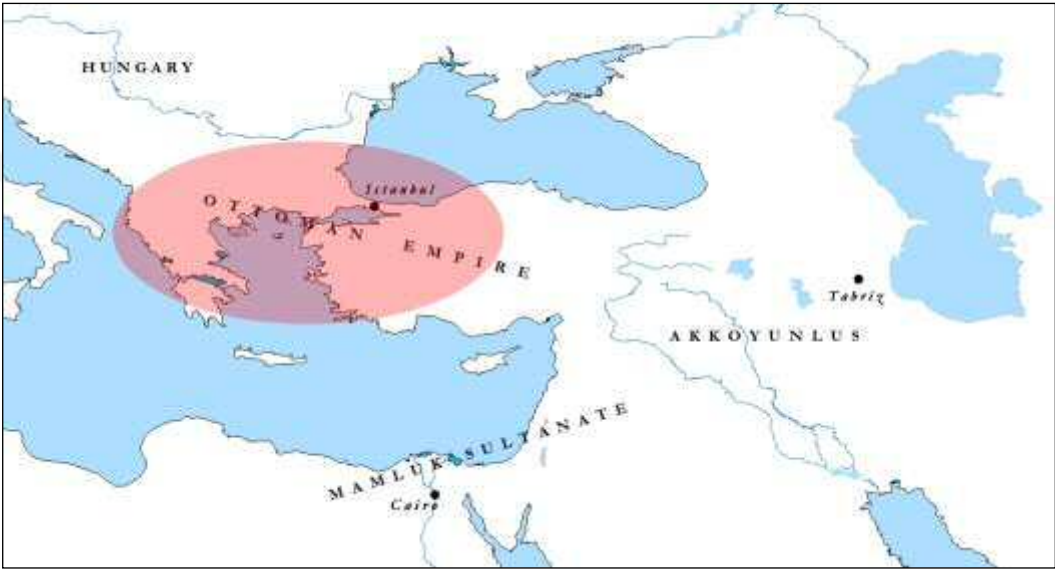 HUNGARY
Istanbul
OTTOMAN EMPIRE
Tabriz
AKKOYUNLUS
MAMLUK SULTANATE
Cairo